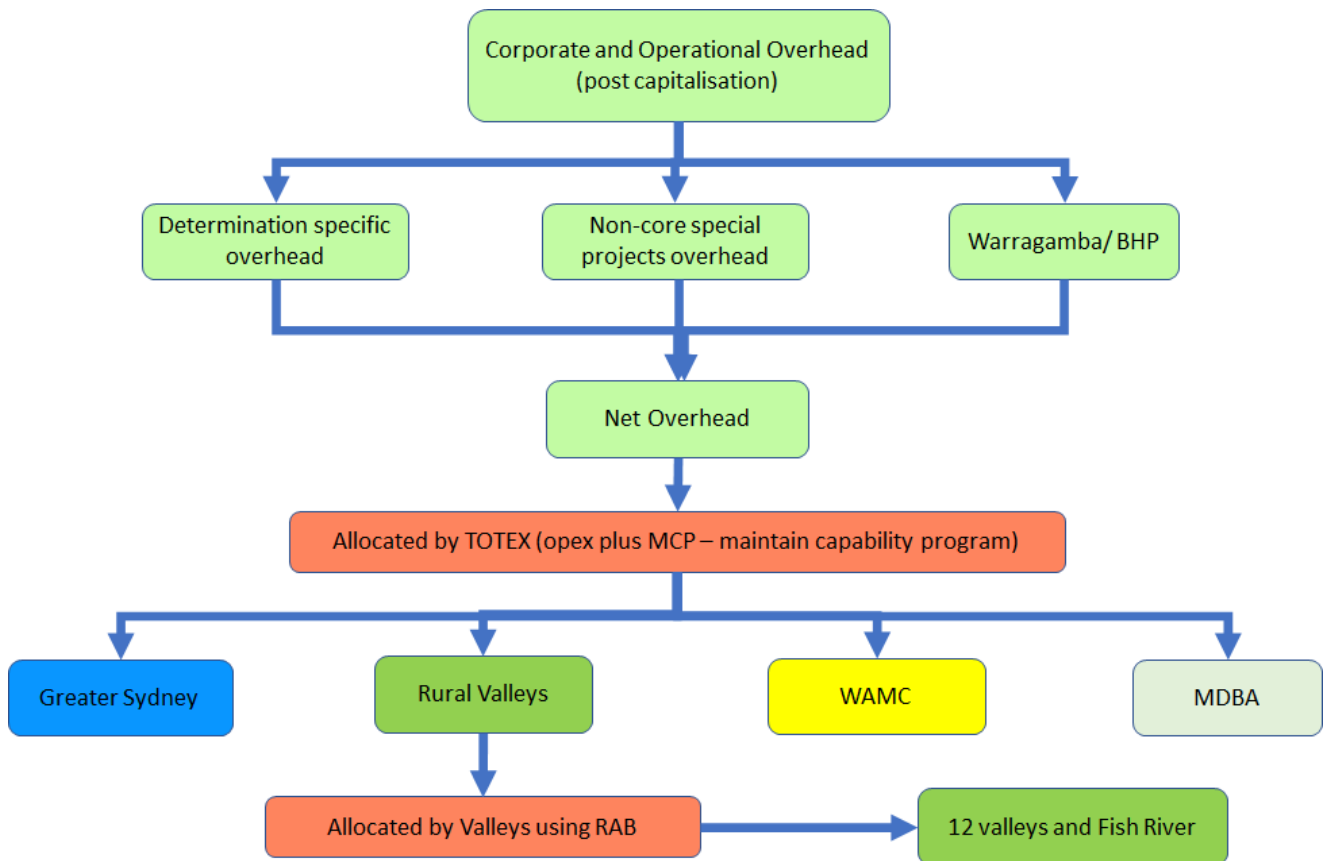 Corporate and Operational Overhead
(post capitalisation)
Determination specific
overhead
Non-core special
projects overhead
Warragamba/ BHP
Net Overhead
Allocated by TOTEX (opex plus MCP – maintain capability program)
Greater Sydney
Rural Valleys
WAMC
MDBA
Allocated by Valleys using RAB
12 valleys and Fish River